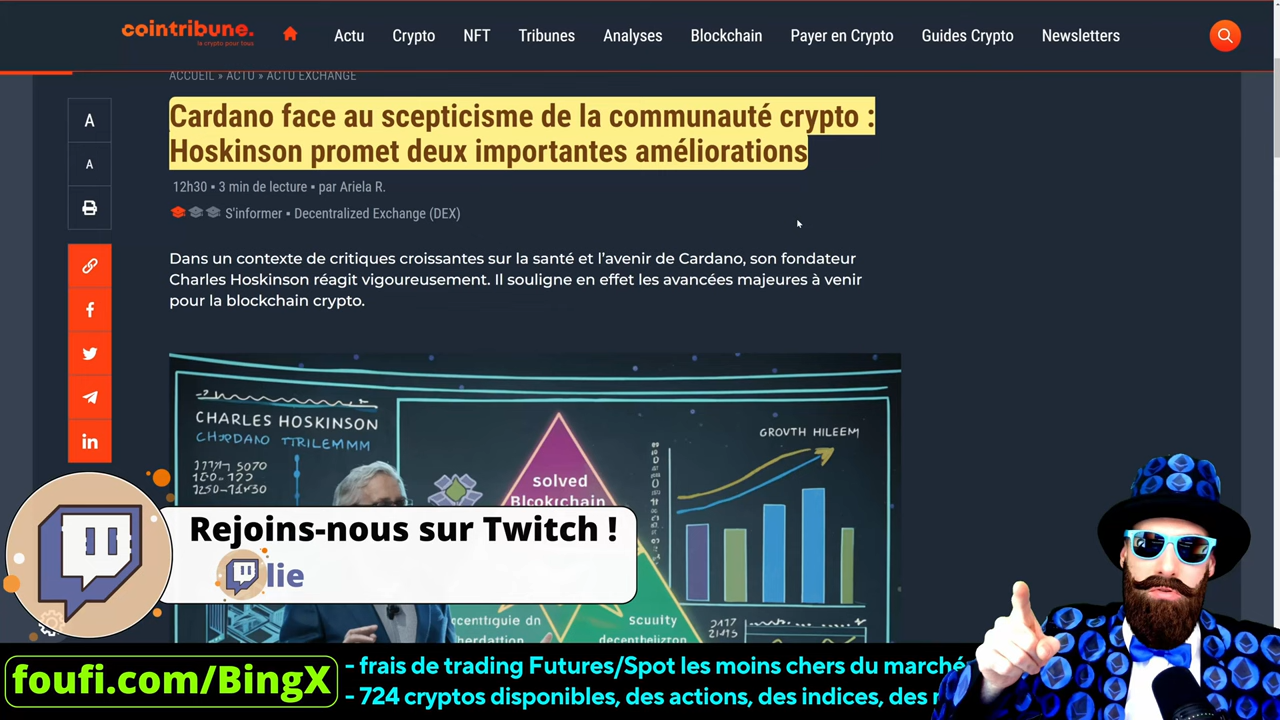 cointribune.
la crypto pour tous
Actu
Crypto
NFT
Tribunes
Analyses
Blockchain
Payer en Crypto
Guides Crypto
Newsletters
ACCUEIL » ACTU » ACTU EXCHANGE
A
A
Cardano face au scepticisme de la communauté crypto :
Hoskinson promet deux importantes améliorations
12h30 ▪ 3 min de lecture ▪ par Ariela R.
S'informer ▪ Decentralized Exchange (DEX)
Dans un contexte de critiques croissantes sur la santé et l’avenir de Cardano, son fondateur
Charles Hoskinson réagit vigoureusement. Il souligne en effet les avancées majeures à venir
pour la blockchain crypto.
CHARLES HOSKINSON
GROVTH HILEEM
solved
Rejoins-nous sur Twitch !
lie
scuuity
foufi.com/BingX
- frais de trading Futures/Spot les moins chers du marché
- 724 cryptos disponibles, des actions, des indices, des